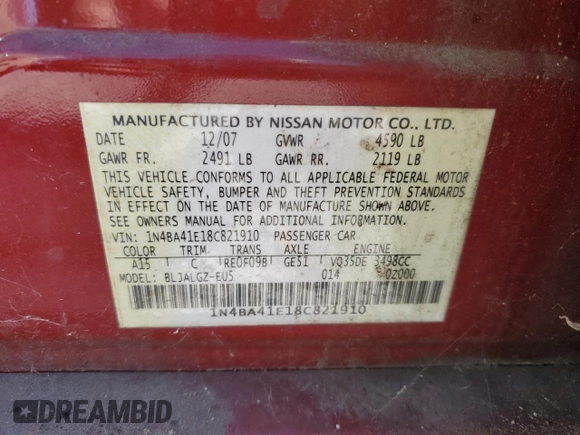 MANUFACTURED BY NISSAN MOTOR CO., LTD.
DATE 12/07 GVWR 4590 LB
GAWR FR. 2491 LB GAWR RR. 2119 LB
THIS VEHICLE CONFORMS TO ALL APPLICABLE FEDERAL MOTOR
VEHICLE SAFETY, BUMPER AND THEFT PREVENTION STANDARDS
IN EFFECT ON THE DATE OF MANUFACTURE SHOWN ABOVE.
SEE OWNERS MANUAL FOR ADDITIONAL INFORMATION.
VIN: 1N4BA41E18C821910 PASSENGER CAR
COLOR TRIM TRANS AXLE ENGINE
A15 C RE0F09B GE51 VQ35DE 3498CC
MODEL: BLJALGZ-EU5 014 0Z000
1N4BA41E18C821910
DREAMBID